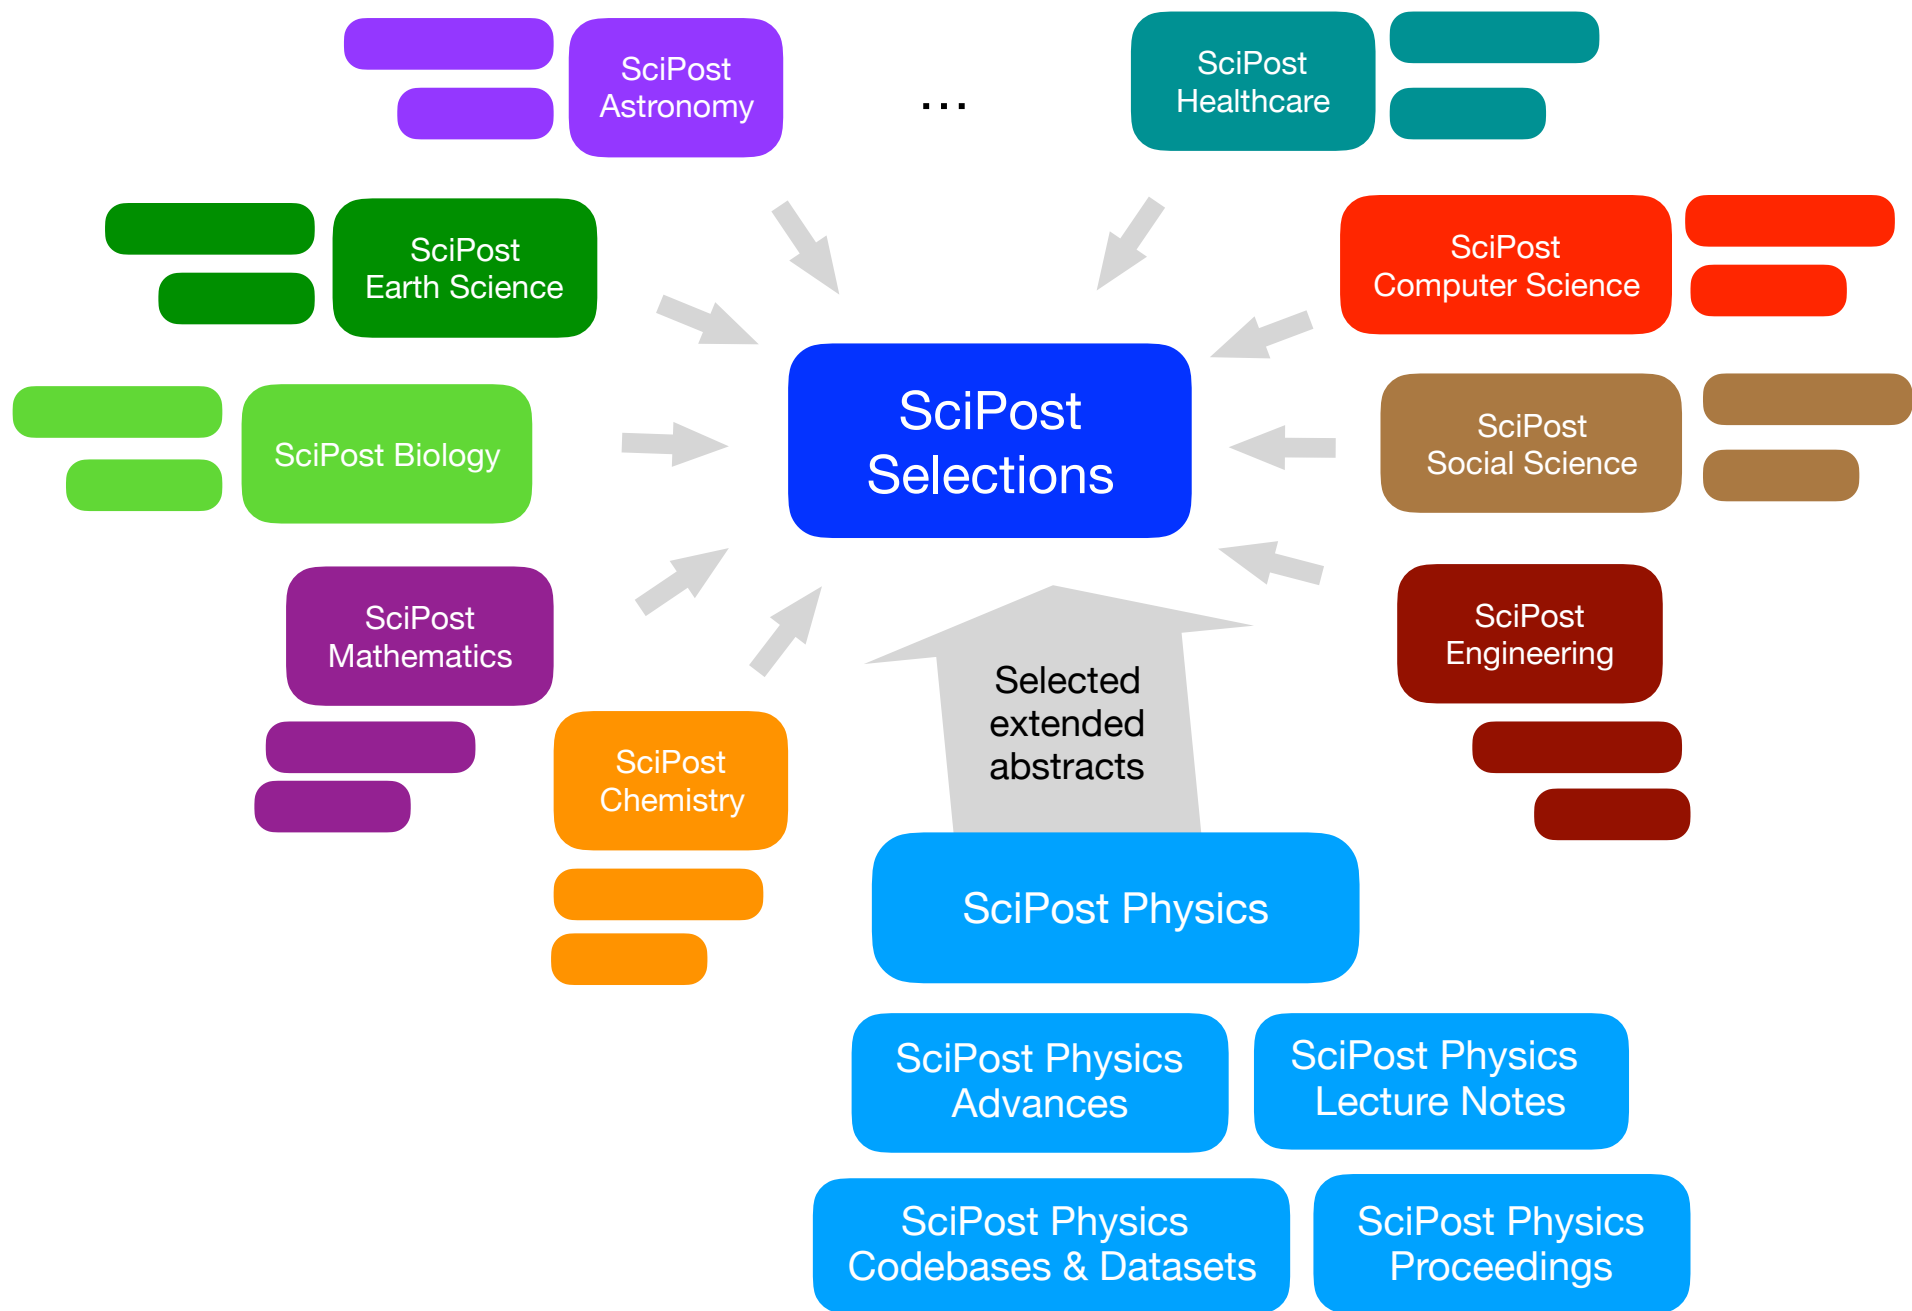 SciPost
Astronomy
...
SciPost
Healthcare
SciPost
Earth Science
SciPost
Computer Science
SciPost
Selections
SciPost Biology
SciPost
Social Science
SciPost
Mathematics
SciPost
Engineering
Selected
extended
abstracts
SciPost
Chemistry
SciPost Physics
SciPost Physics
Advances
SciPost Physics
Lecture Notes
SciPost Physics
Codebases & Datasets
SciPost Physics
Proceedings